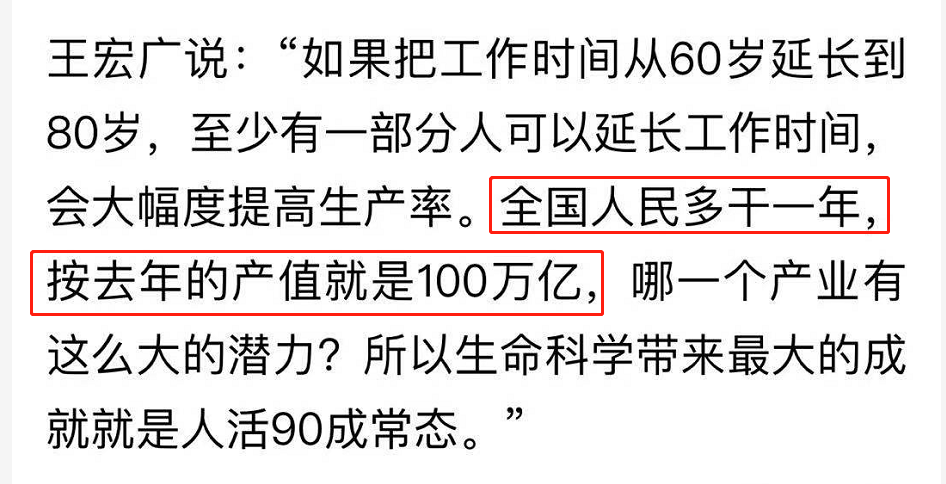 王宏广说：“如果把工作时间从60岁延长到
80岁，至少有一部分人可以延长工作时间，
会大幅度提高生产率。全国人民多干一年，
按去年的产值就是100万亿，哪一个产业有
这么大的潜力？所以生命科学带来最大的成
就就是人活90成常态。”